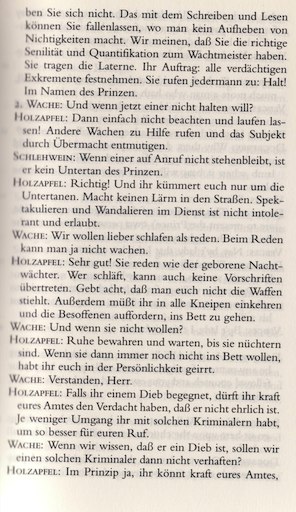 ben Sie sich nicht. Das mit dem Schreiben und Lesen
können Sie fallenlassen, wo man kein Aufheben von
Nichtigkeiten macht. Wir meinen, daß Sie die richtige
Senilität und Quantifikation zum Wachtmeister haben.
Sie tragen die Laterne. Ihr Auftrag: alle verdächtigen
Exkremente festnehmen. Sie rufen jedermann zu: Halt!
Im Namen des Prinzen.
2. WACHE: Und wenn jetzt einer nicht halten will?
HOLZAPFEL: Dann einfach nicht beachten und laufen las-
sen! Andere Wachen zu Hilfe rufen und das Subjekt
durch Übermacht entmutigen.
SCHLEHWEIN: Wenn einer auf Anruf nicht stehenbleibt, ist
er kein Untertan des Prinzen.
HOLZAPFEL: Richtig! Und ihr kümmert euch nur um die
Untertanen. Macht keinen Lärm in den Straßen. Spek-
takulieren und Wandalieren im Dienst ist nicht intole-
rant und erlaubt.
WACHE: Wir wollen lieber schlafen als reden. Beim Reden
kann man ja nicht wachen.
HOLZAPFEL: Sehr gut! Sie reden wie der geborene Nacht-
wächter. Wer schläft, kann auch keine Vorschriften
übertreten. Gebt acht, daß man euch nicht die Waffen
stiehlt. Außerdem müßt ihr in alle Kneipen einkehren
und die Besoffenen auffordern, ins Bett zu gehen.
WACHE: Und wenn sie nicht wollen?
HOLZAPFEL: Ruhe bewahren und warten, bis sie nüchtern
sind. Wenn sie dann immer noch nicht ins Bett wollen,
habt ihr euch in der Persönlichkeit geirrt.
WACHE: Verstanden, Herr.
HOLZAPFEL: Falls ihr einem Dieb begegnet, dürft ihr kraft
eures Amtes den Verdacht haben, daß er nicht ehrlich ist.
Je weniger Umgang ihr mit solchen Kriminalern habt,
um so besser für euren Ruf.
WACHE: Wenn wir wissen, daß er ein Dieb ist, sollen wir
einen solchen Kriminaler dann nicht verhaften?
HOLZAPFEL: Im Prinzip ja, ihr könnt kraft eures Amtes,